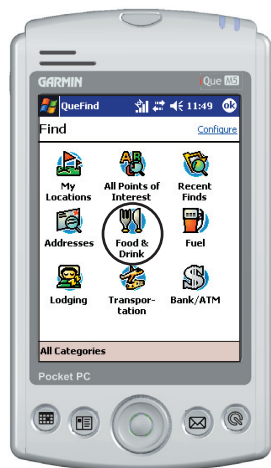 GARMIN
iQue M5
QueFind
11:49 ok
Find
Configure
My
Locations
All Points of
Interest
Recent
Finds
Addresses
Food &
Drink
Fuel
Lodging
Transpor-
tation
Bank/ATM
All Categories
Pocket PC